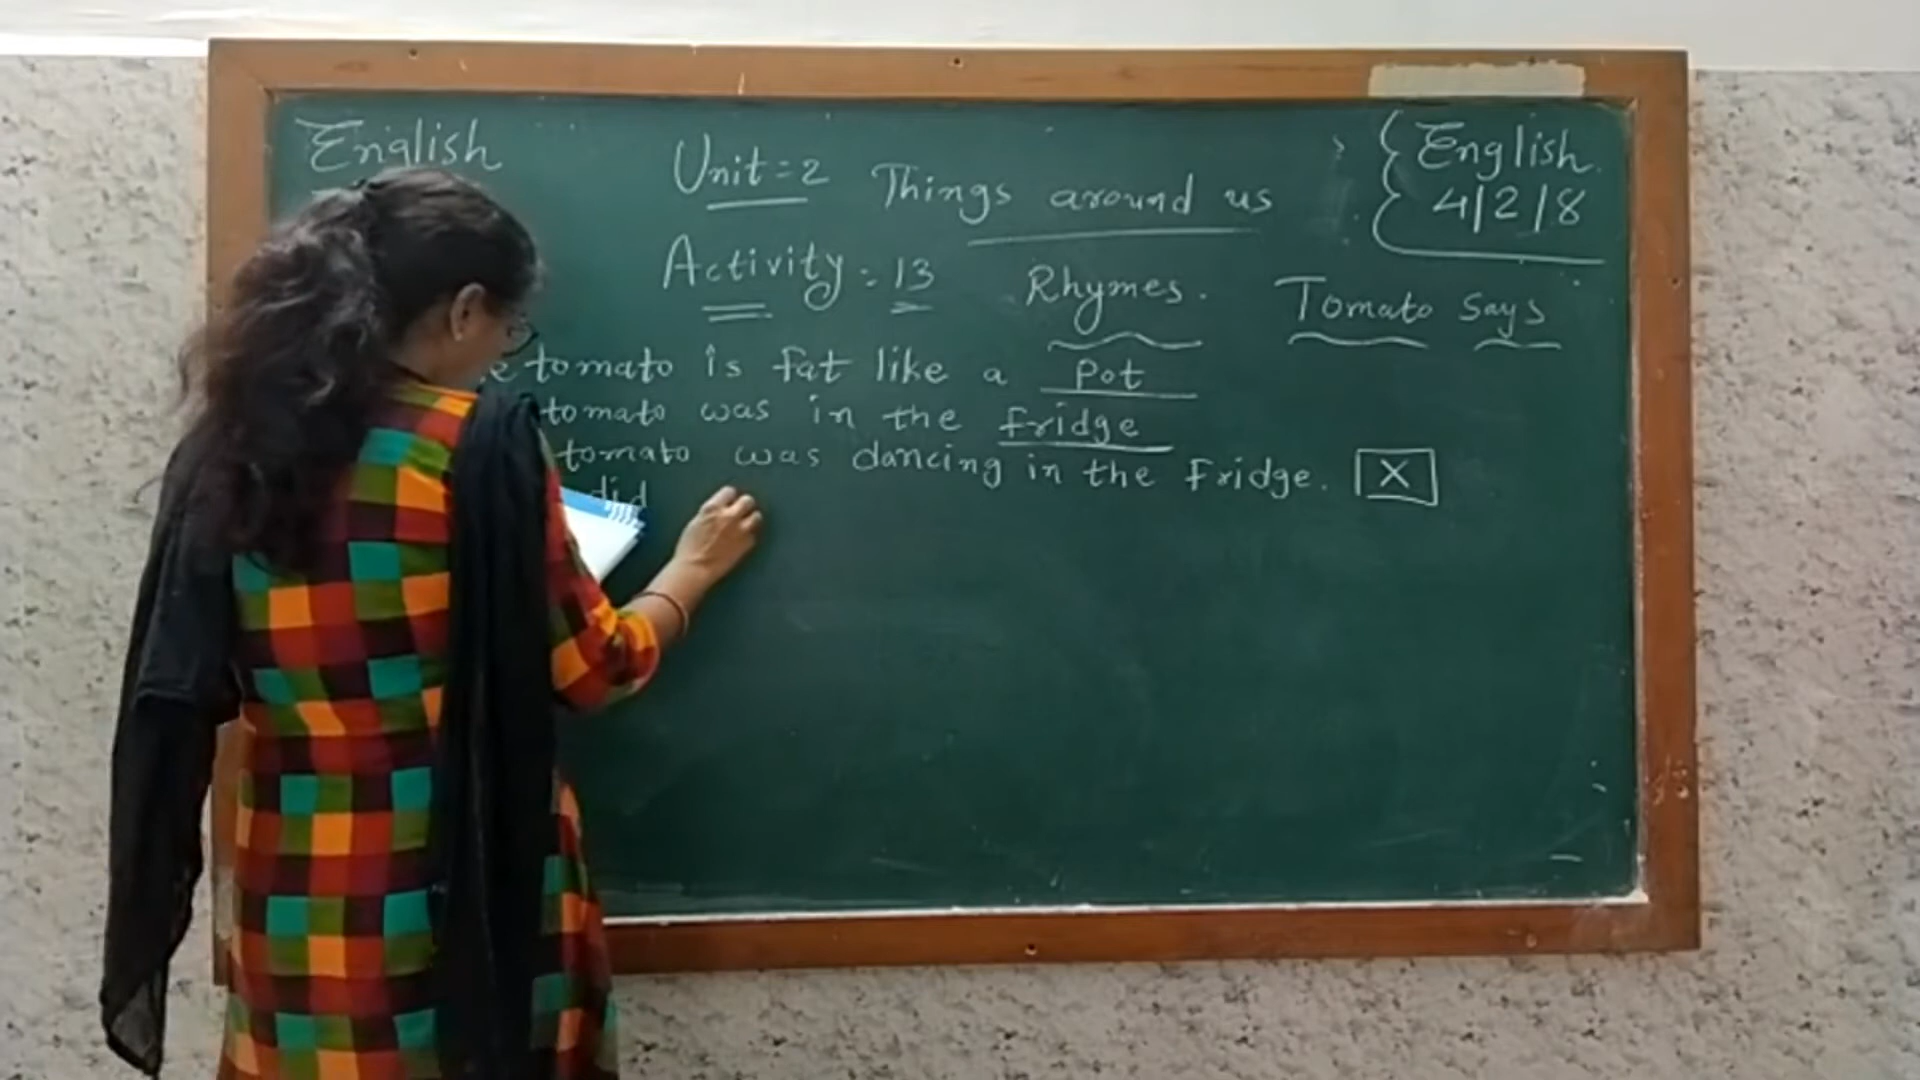 English
Unit=2 Things around us
{ English.
4/2/8
Activity:13 Rhymes. Tomato says
e tomato is fat like a pot
tomato was in the fridge
tomato was dancing in the fridge. X
did